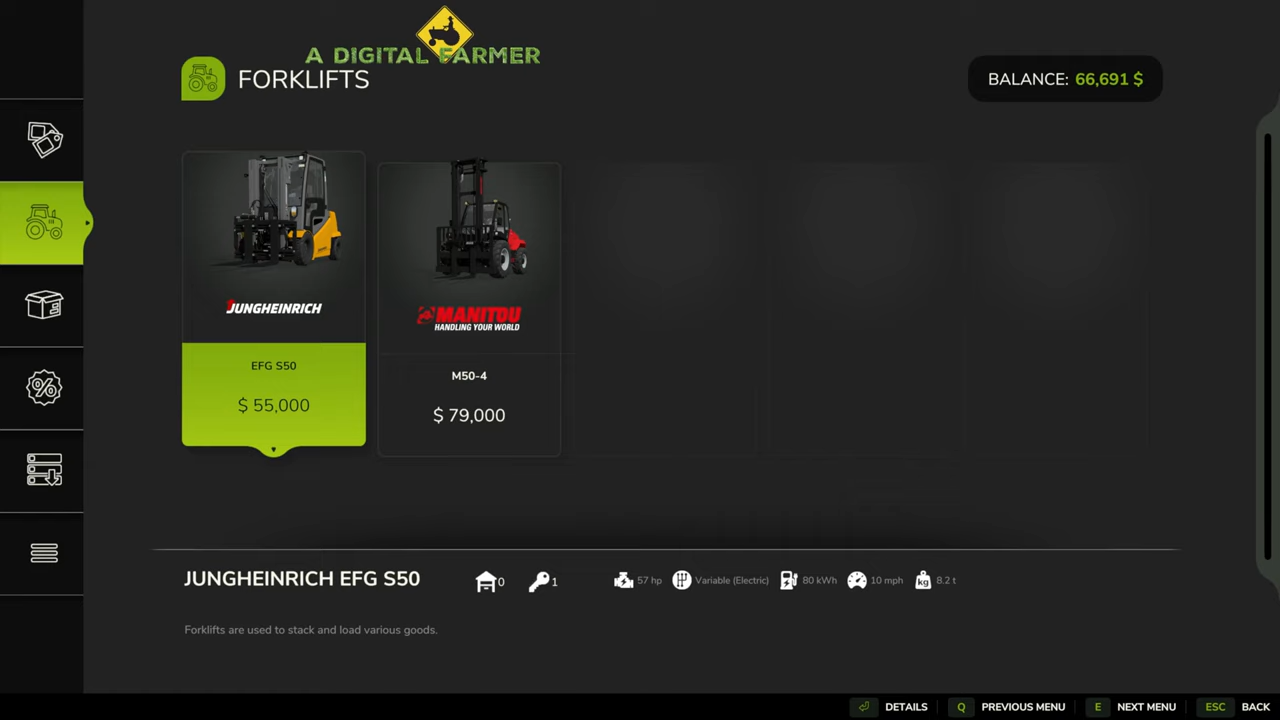 A DIGITAL FARMER
FORKLIFTS
BALANCE: 66,691 $
JUNGHEINRICH
MANITOU
HANDLING YOUR WORLD
EFG S50
$ 55,000
M50-4
$ 79,000
JUNGHEINRICH EFG S50
0
1
57 hp
Variable (Electric)
80 kWh
10 mph
kg
8.2 t
Forklifts are used to stack and load various goods.
DETAILS
Q PREVIOUS MENU
E NEXT MENU
ESC BACK